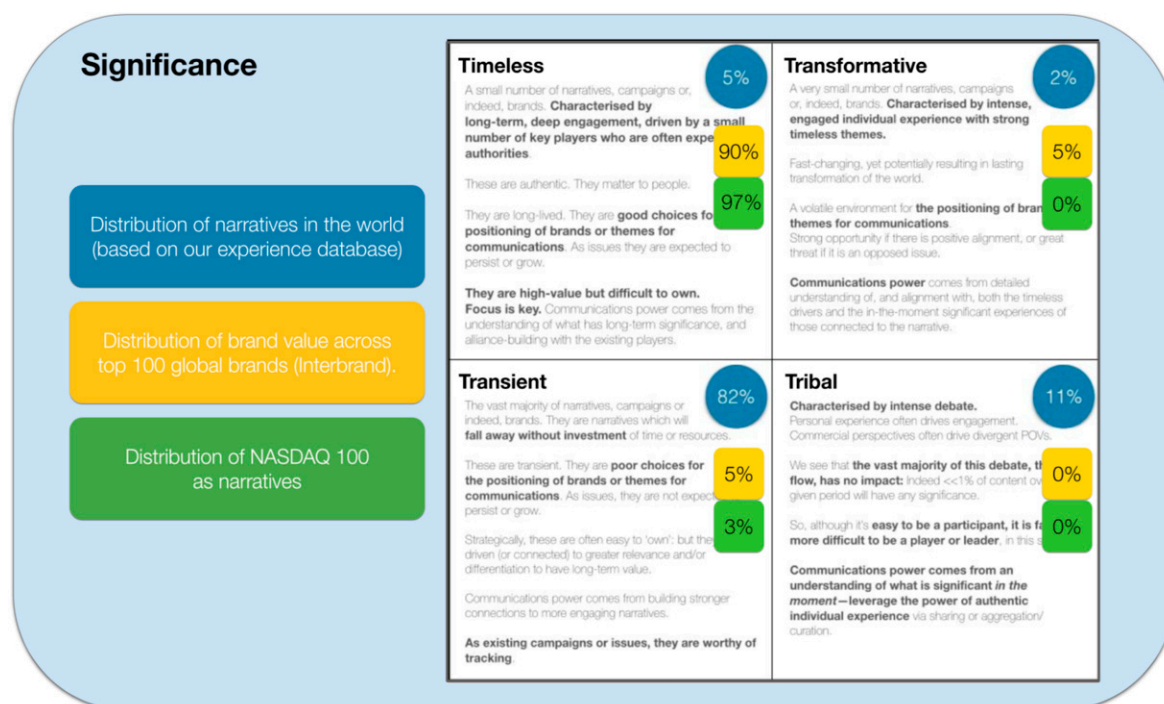 Significance
Distribution of narratives in the world
(based on our experience database)
Distribution of brand value across
top 100 global brands (Interbrand).
Distribution of NASDAQ 100
as narratives
Timeless
5%
A small number of narratives, campaigns or,
indeed, brands. Characterised by
long-term, deep engagement, driven by a small
number of key players who are often
authorities.
90%
These are authentic. They matter to people.
97%
They are long-lived. They are good choices
positioning of brands or themes for
communications. As issues they are expected to
persist or grow.
They are high-value but difficult to own.
Focus is key. Communications power comes from the
understanding of what has long-term significance, and
alliance-building with the existing players.
Transformative
2%
A very small number of narratives, campaigns
or, indeed, brands. Characterised by intense,
engaged individual experience with strong
timeless themes.
5%
Fast-changing, yet potentially resulting in lasting
transformation of the world.
0%
A volatile environment for the positioning of
themes for communications.
Strong opportunity if there is positive alignment, or great
threat if it is an opposed issue.
Communications power comes from detailed
understanding of, and alignment with, both the timeless
drivers and the in-the-moment significant experiences of
those connected to the narrative.
Transient
82%
The vast majority of narratives, campaigns or
indeed, brands. They are narratives which will
fall away without investment of time or resources.
5%
These are transient. They are poor choices for
the positioning of brands or themes for
communications. As issues, they are not
persist or grow.
3%
Strategically, these are often easy to 'own': but
driven (or connected) to greater relevance and/or
differentiation to have long-term value.
Communications power comes from building stronger
connections to more engaging narratives.
As existing campaigns or issues, they are worthy of
tracking.
Tribal
11%
Characterised by intense debate.
Personal experience often drives engagement.
Commercial perspectives often drive divergent POVs.
0%
We see that the vast majority of this debate,
flow, has no impact: Indeed <<1% of content
given period will have any significance.
0%
So, although it's easy to be a participant, it is
more difficult to be a player or leader, in this
Communications power comes from an
understanding of what is significant in the
moment—leverage the power of authentic
individual experience via sharing or aggregation/
curation.